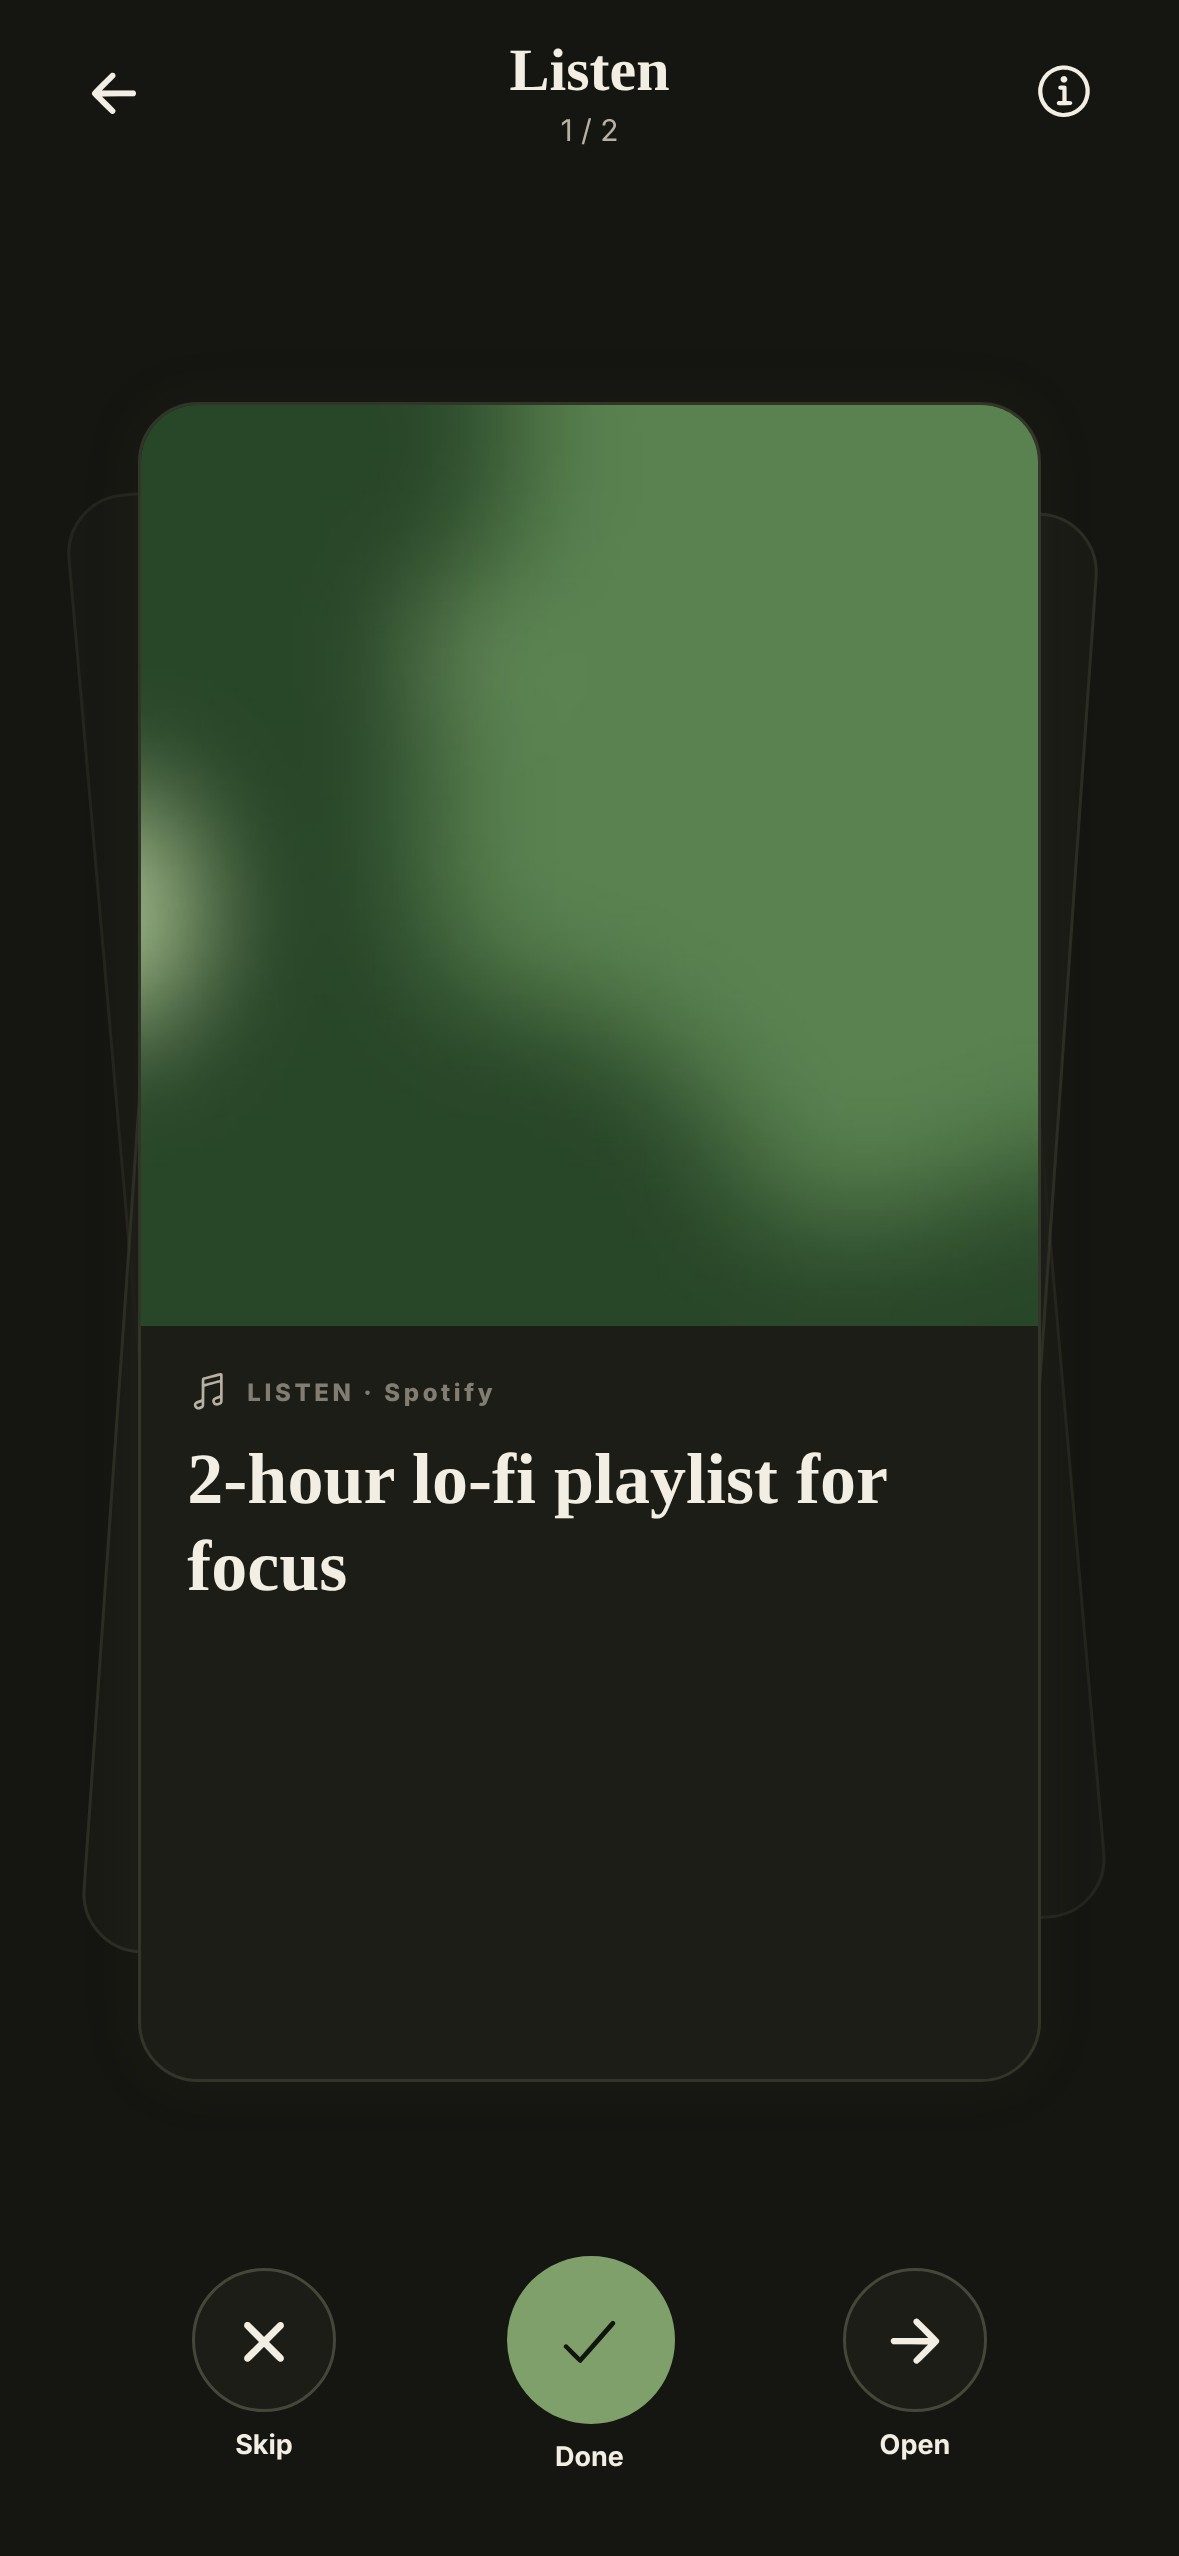 Listen
1 / 2
LISTEN · Spotify
2-hour lo-fi playlist for
focus
Skip
Done
Open